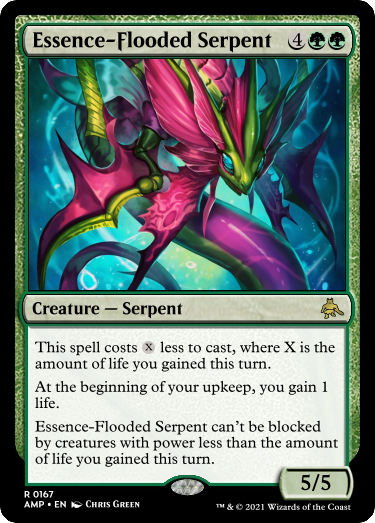 Essence-Flooded Serpent 4
Creature — Serpent
This spell costs X less to cast, where X is the
amount of life you gained this turn.
At the beginning of your upkeep, you gain 1
life.
Essence-Flooded Serpent can't be blocked
by creatures with power less than the amount
of life you gained this turn.
5/5
R 0167
AMP • EN Chris Green
™ & © 2021 Wizards of the Coast